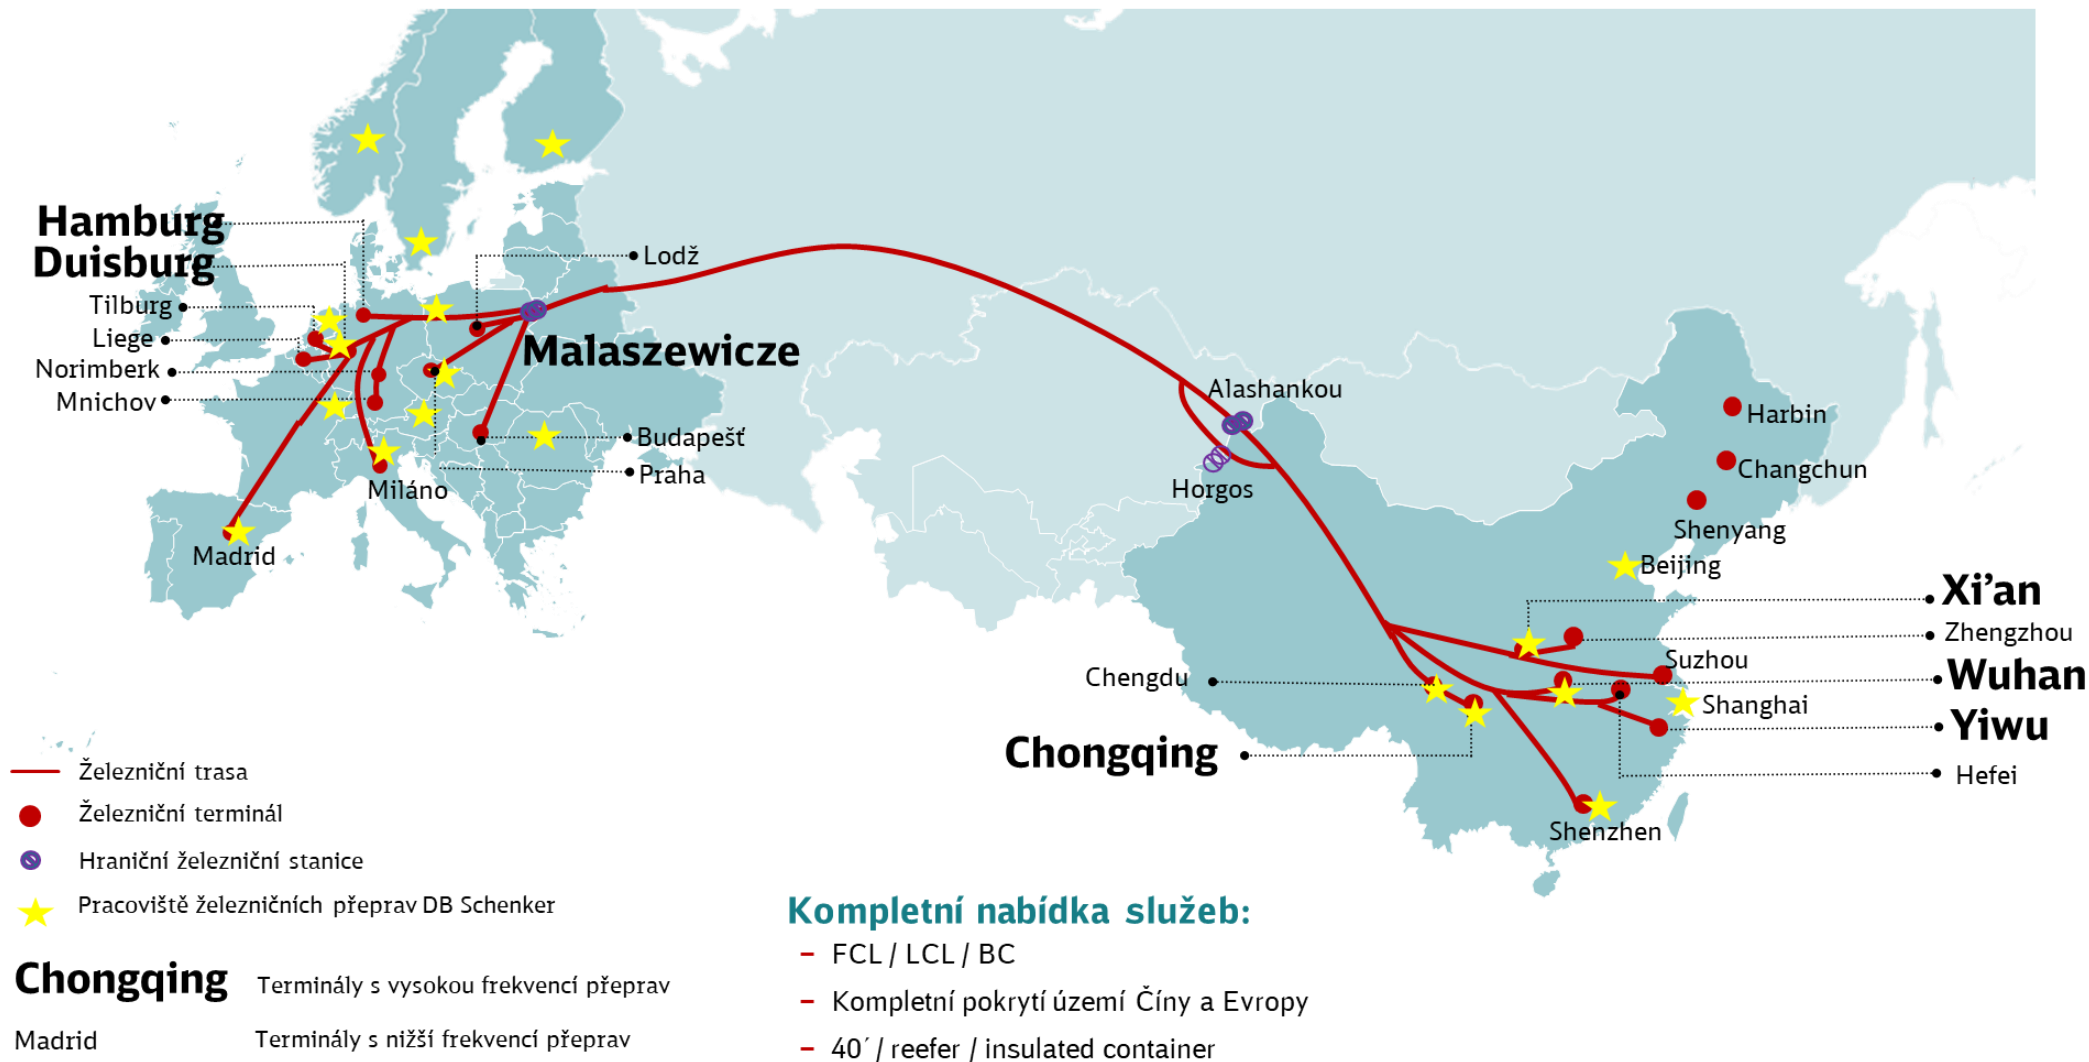 Hamburg
Duisburg
Tilburg
Liege
Norimberk
Mnichov
Lodž
Malaszewicze
Budapešť
Praha
Miláno
Madrid
Alashankou
Horgos
Harbin
Changchun
Shenyang
Beijing
Xi’an
Zhengzhou
Suzhou
Wuhan
Shanghai
Yiwu
Hefei
Chengdu
Chongqing
Shenzhen
Železniční trasa
Železniční terminál
Hraniční železniční stanice
Pracoviště železničních přeprav DB Schenker
Chongqing Terminály s vysokou frekvencí přeprav
Madrid Terminály s nižší frekvencí přeprav
Kompletní nabídka služeb:
– FCL / LCL / BC
– Kompletní pokrytí území Číny a Evropy
– 40´ / reefer / insulated container